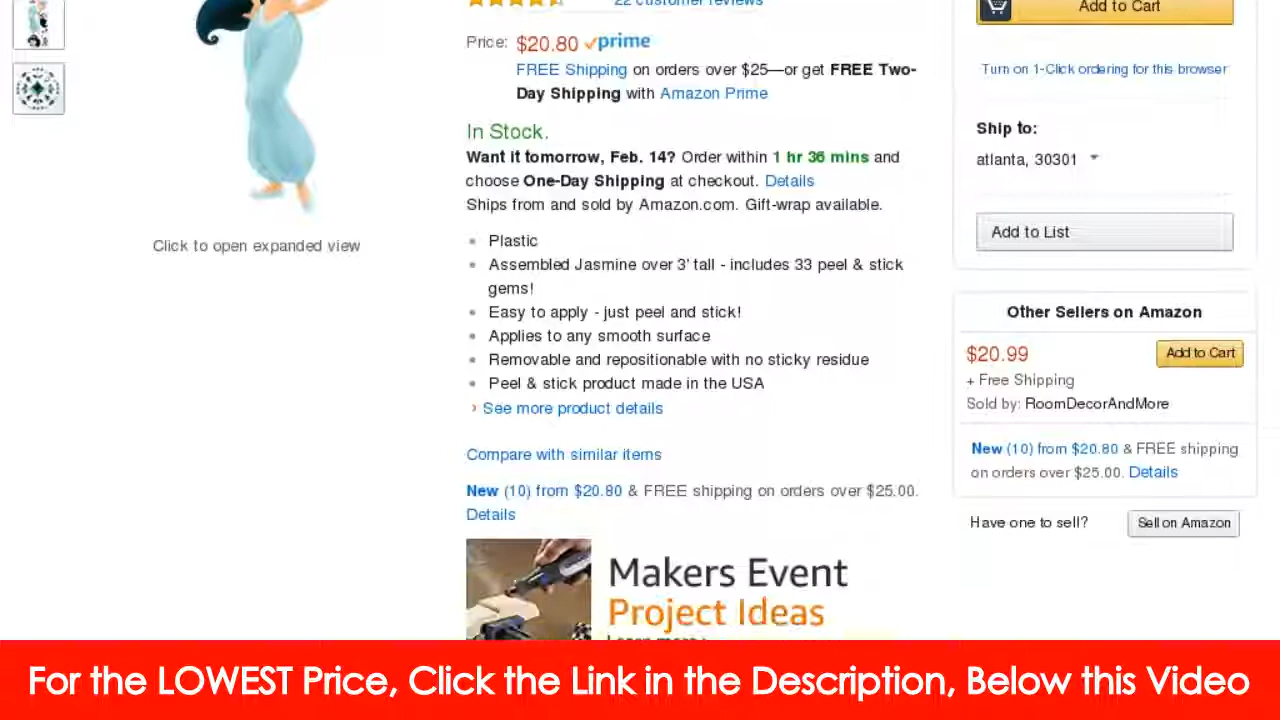 22 customer reviews
Add to Cart
Price: $20.80 prime
FREE Shipping on orders over $25—or get FREE Two-
Day Shipping with Amazon Prime
Turn on 1-Click ordering for this browser
In Stock.
Want it tomorrow, Feb. 14? Order within 1 hr 36 mins and
choose One-Day Shipping at checkout. Details
Ships from and sold by Amazon.com. Gift-wrap available.
Ship to:
atlanta, 30301
Add to List
Click to open expanded view
Plastic
Assembled Jasmine over 3' tall - includes 33 peel & stick
gems!
Easy to apply - just peel and stick!
Applies to any smooth surface
Removable and repositionable with no sticky residue
Peel & stick product made in the USA
› See more product details
Compare with similar items
New (10) from $20.80 & FREE shipping on orders over $25.00.
Details
Other Sellers on Amazon
$20.99
Add to Cart
+ Free Shipping
Sold by: RoomDecorAndMore
New (10) from $20.80 & FREE shipping
on orders over $25.00. Details
Have one to sell?
Sell on Amazon
Makers Event
Project Ideas
For the LOWEST Price, Click the Link in the Description, Below this Video